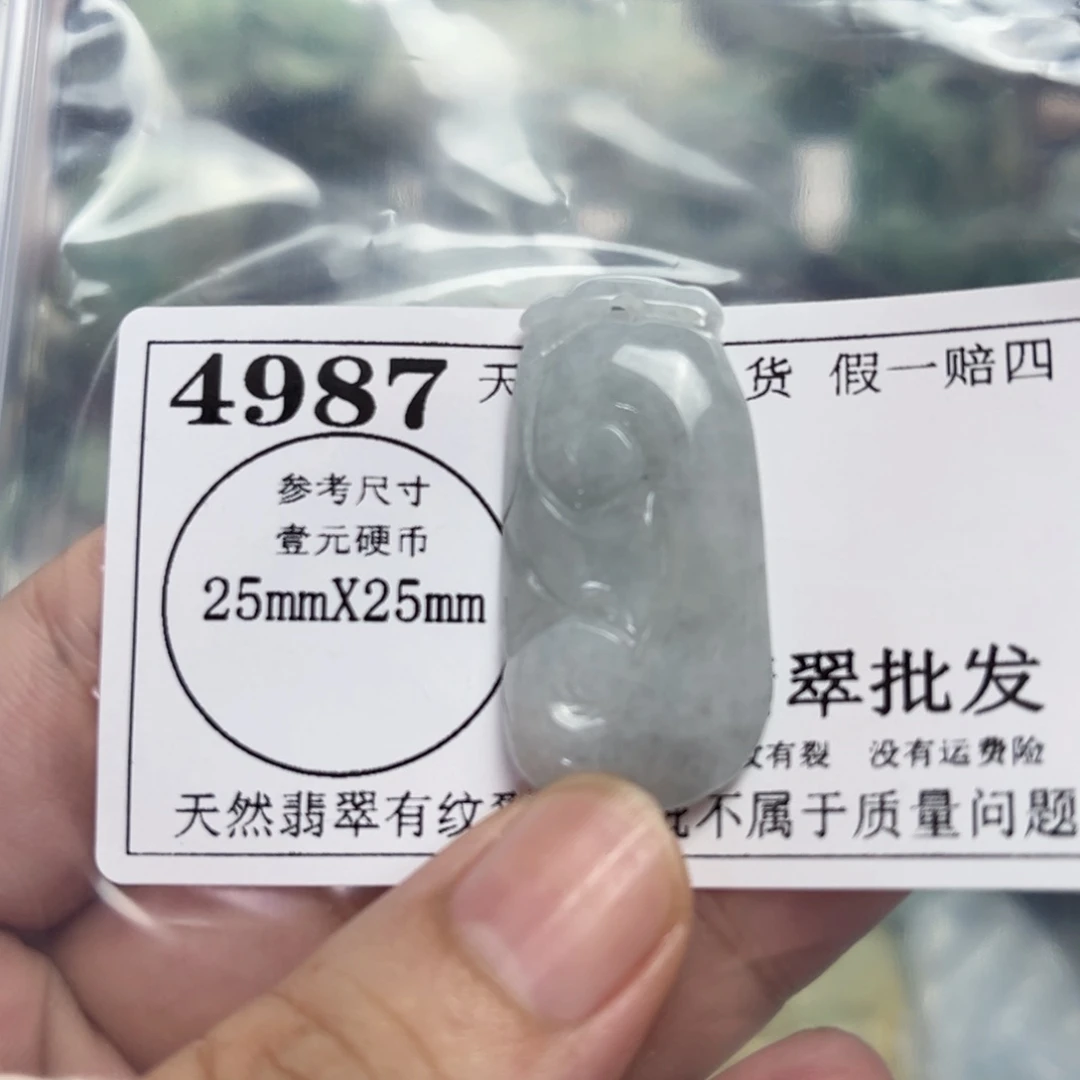 4987 天 货 假一赔四
参考尺寸
壹元硬币
25mmX25mm
翠批发
有裂 没有运费险
天然翡翠有纹 不属于质量问题